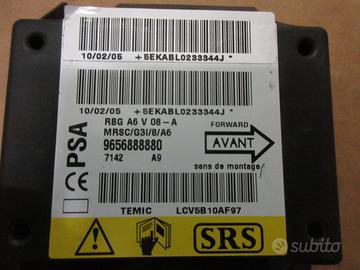 10/02/05 +5EKABL0233344J*
10/02/05 +5EKABL0233344J*
PSA
RBG A6 V 08-A
MRSC/G3I/8/A6
9656888880
7142 A9
FORWARD
AVANT
sens de montage
CE
TEMIC LCV5B10AF97
SRS
subito